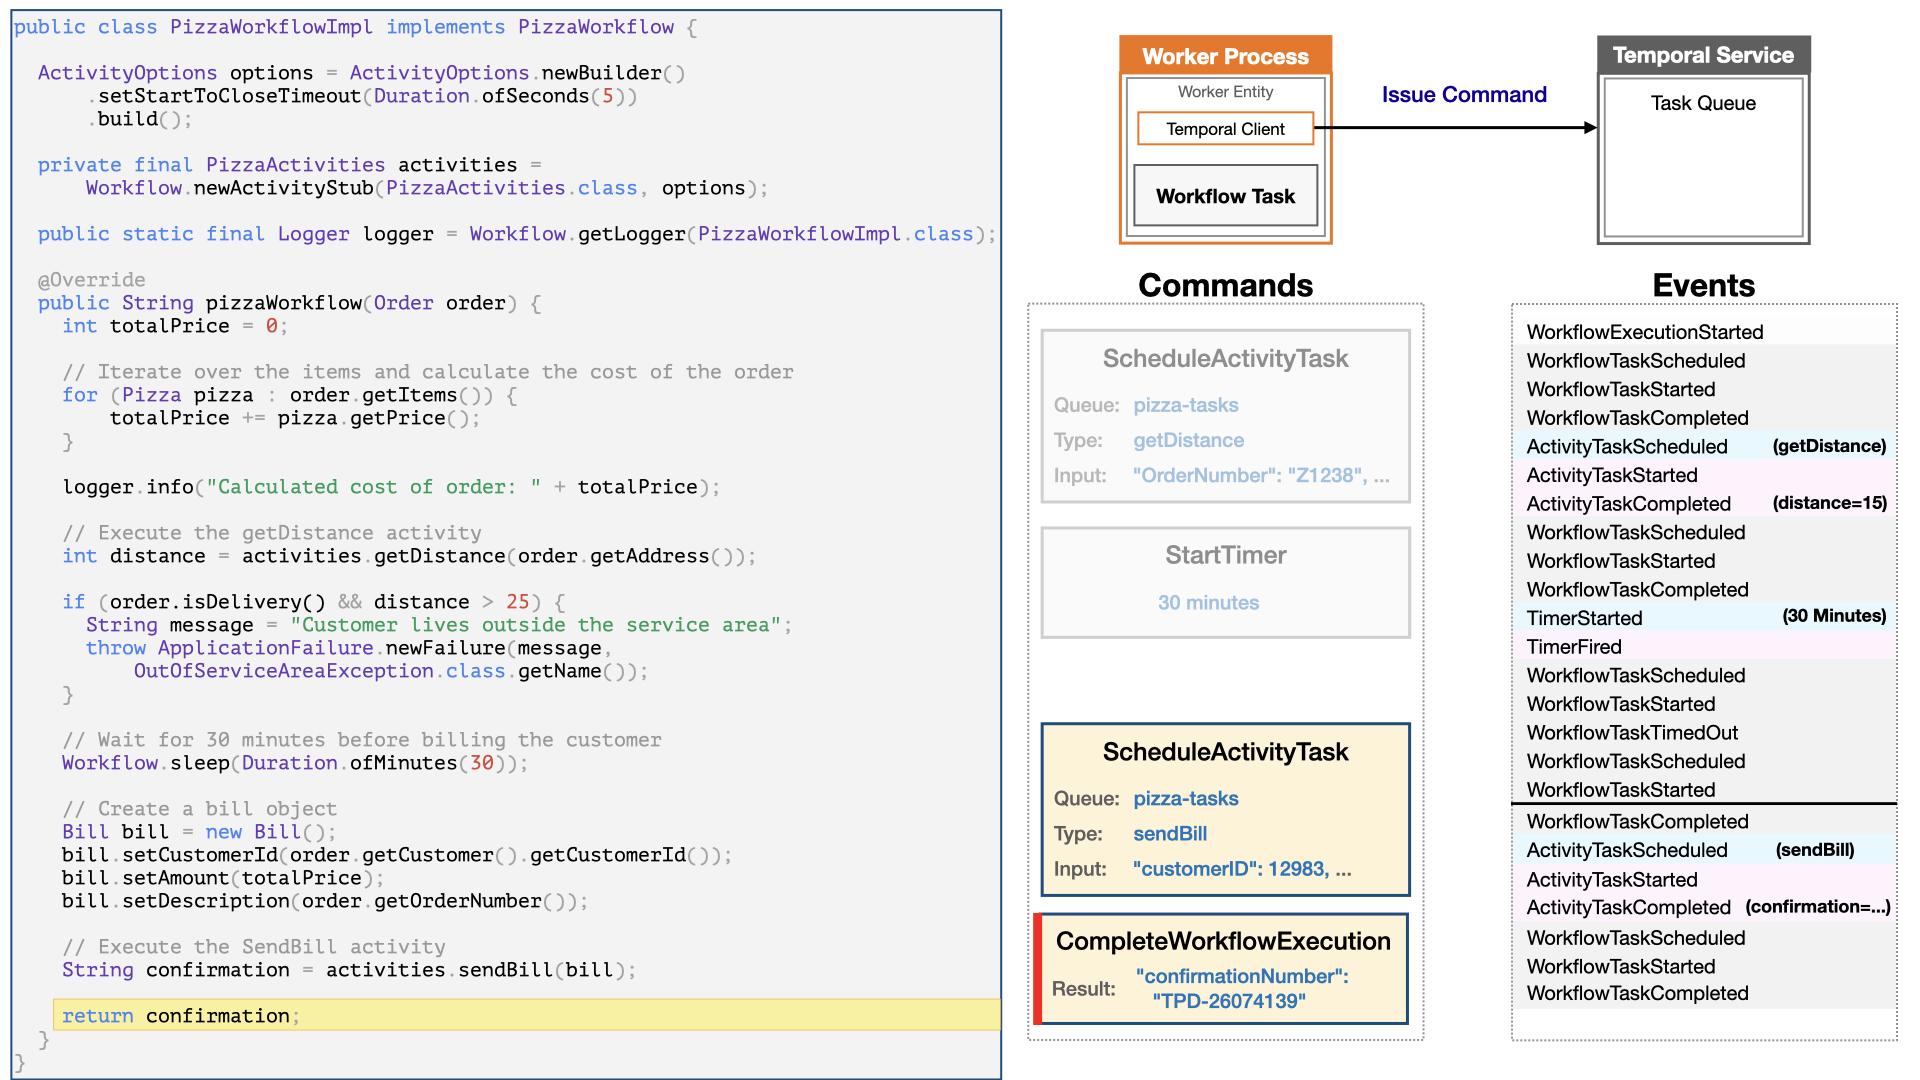 public class PizzaWorkflowImpl implements PizzaWorkflow {
ActivityOptions options = ActivityOptions.newBuilder()
.setStartToCloseTimeout(Duration.ofSeconds(5))
.build();
private final PizzaActivities activities =
Workflow.newActivityStub(PizzaActivities.class, options);
public static final Logger logger = Workflow.getLogger(PizzaWorkflowImpl.class);
@Override
public String pizzaWorkflow(Order order) {
int totalPrice = 0;
// Iterate over the items and calculate the cost of the order
for (Pizza pizza : order.getItems()) {
totalPrice += pizza.getPrice();
}
logger.info("Calculated cost of order: " + totalPrice);
// Execute the getDistance activity
int distance = activities.getDistance(order.getAddress());
if (order.isDelivery() && distance > 25) {
String message = "Customer lives outside the service area";
throw ApplicationFailure.newFailure(message,
OutOfServiceAreaException.class.getName());
}
// Wait for 30 minutes before billing the customer
Workflow.sleep(Duration.ofMinutes(30));
// Create a bill object
Bill bill = new Bill();
bill.setCustomerId(order.getCustomer().getCustomerId());
bill.setAmount(totalPrice);
bill.setDescription(order.getOrderNumber());
// Execute the SendBill activity
String confirmation = activities.sendBill(bill);
return confirmation;
}
}
Worker Process
Worker Entity
Temporal Client
Workflow Task
Issue Command
Temporal Service
Task Queue
Commands
ScheduleActivityTask
Queue: pizza-tasks
Type: getDistance
Input: "OrderNumber": "Z1238", ...
StartTimer
30 minutes
ScheduleActivityTask
Queue: pizza-tasks
Type: sendBill
Input: "customerID": 12983, ...
CompleteWorkflowExecution
Result: "confirmationNumber":
"TPD-26074139"
Events
WorkflowExecutionStarted
WorkflowTaskScheduled
WorkflowTaskStarted
WorkflowTaskCompleted
ActivityTaskScheduled (getDistance)
ActivityTaskStarted
ActivityTaskCompleted (distance=15)
WorkflowTaskScheduled
WorkflowTaskStarted
WorkflowTaskCompleted
TimerStarted (30 Minutes)
TimerFired
WorkflowTaskScheduled
WorkflowTaskStarted
WorkflowTaskTimedOut
WorkflowTaskScheduled
WorkflowTaskStarted
WorkflowTaskCompleted
ActivityTaskScheduled (sendBill)
ActivityTaskStarted
ActivityTaskCompleted (confirmation=...)
WorkflowTaskScheduled
WorkflowTaskStarted
WorkflowTaskCompleted